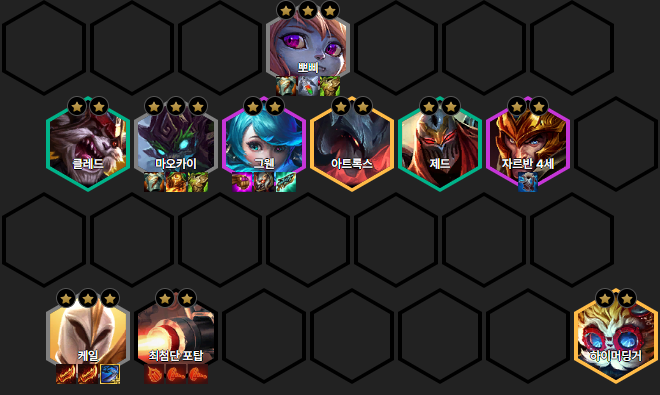 뽀삐
클레드
마오카이
그웬
아트록스
제드
자르반 4세
케일
최첨단 포탑
하이머딩거